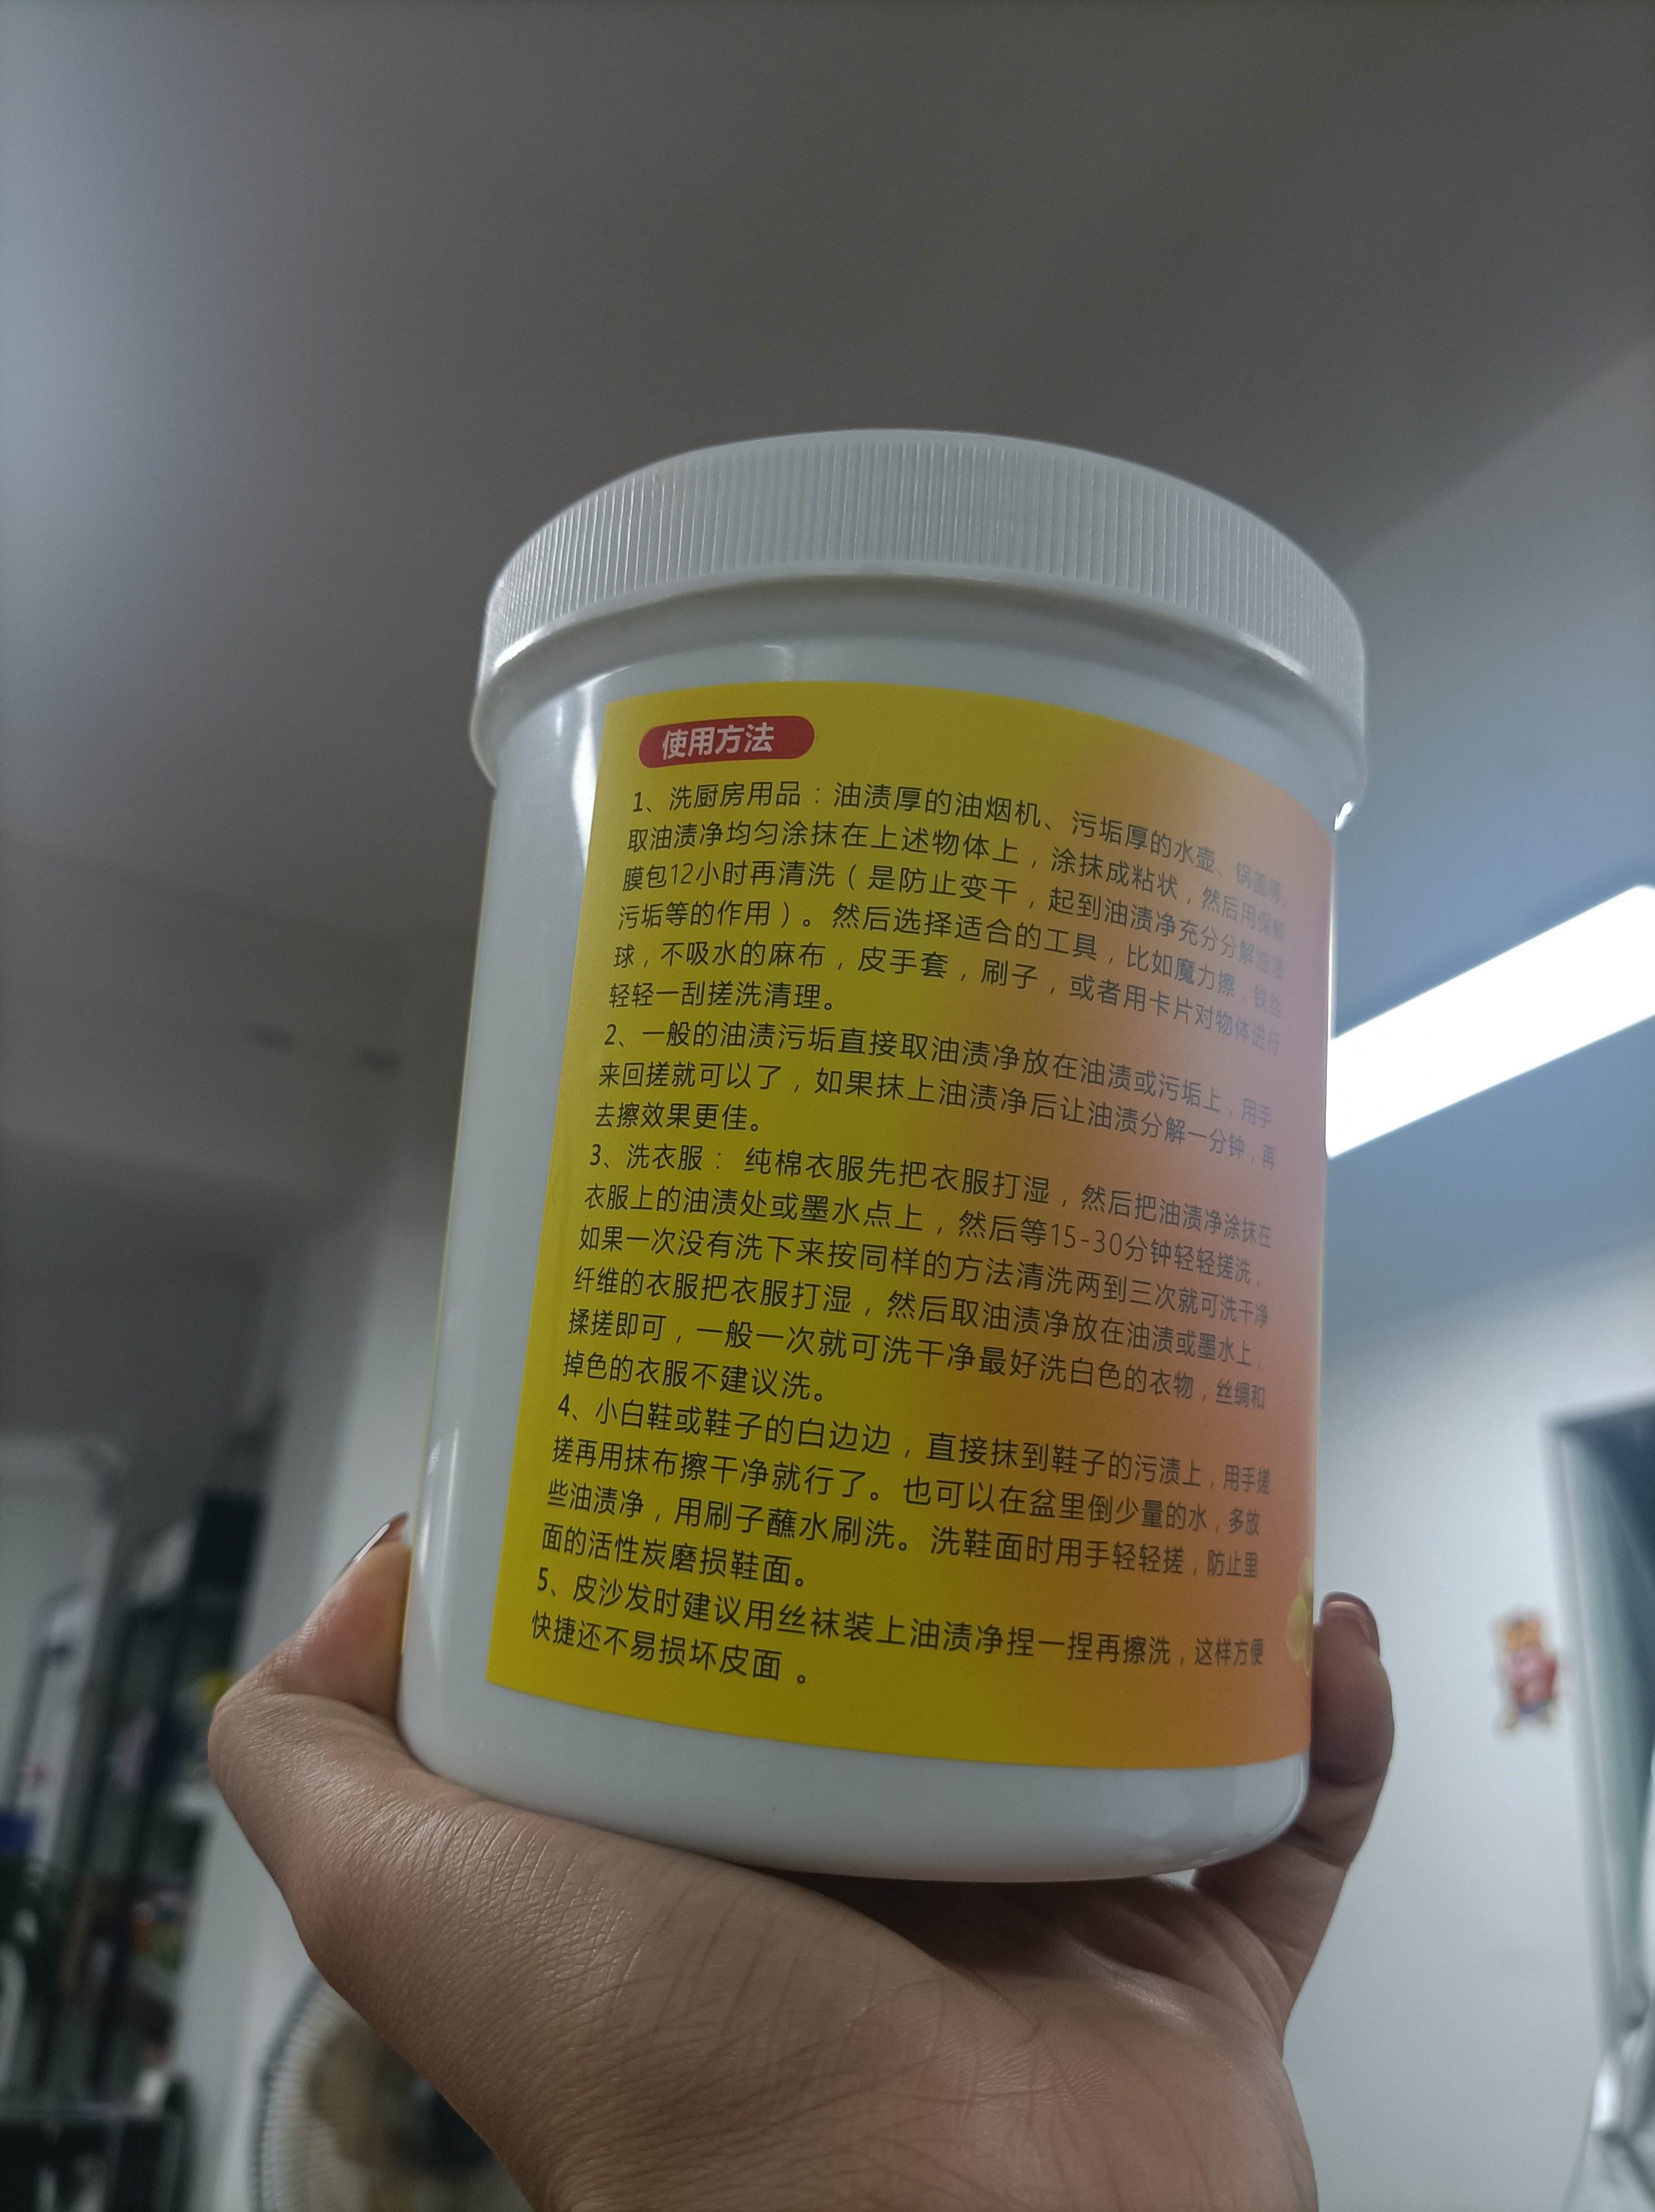 使用方法
1、洗厨房用品：油渍厚的油烟机、污垢厚的水壶、锅盖等。
取油渍净均匀涂抹在上述物体上，涂抹成粘状，然后用保鲜
膜包12小时再清洗（是防止变干，起到油渍净充分分解油渍
污垢等的作用）。然后选择适合的工具，比如魔力擦，铁丝
球，不吸水的麻布，皮手套，刷子，或者用卡片对物体进行
轻轻一刮搓洗清理。
2、一般的油渍污垢直接取油渍净放在油渍或污垢上，用手
来回搓就可以了，如果抹上油渍净后让油渍分解一分钟，再
去擦效果更佳。
3、洗衣服： 纯棉衣服先把衣服打湿，然后把油渍净涂抹在
衣服上的油渍处或墨水点上，然后等15-30分钟轻轻搓洗，
如果一次没有洗下来按同样的方法清洗两到三次就可洗干净
纤维的衣服把衣服打湿，然后取油渍净放在油渍或墨水上，
揉搓即可，一般一次就可洗干净最好洗白色的衣物，丝绸和
掉色的衣服不建议洗。
4、小白鞋或鞋子的白边边，直接抹到鞋子的污渍上，用手搓
搓再用抹布擦干净就行了。也可以在盆里倒少量的水，多放
些油渍净，用刷子蘸水刷洗。洗鞋面时用手轻轻搓，防止里
面的活性炭磨损鞋面。
5、皮沙发时建议用丝袜装上油渍净捏一捏再擦洗，这样方便
快捷还不易损坏皮面 。